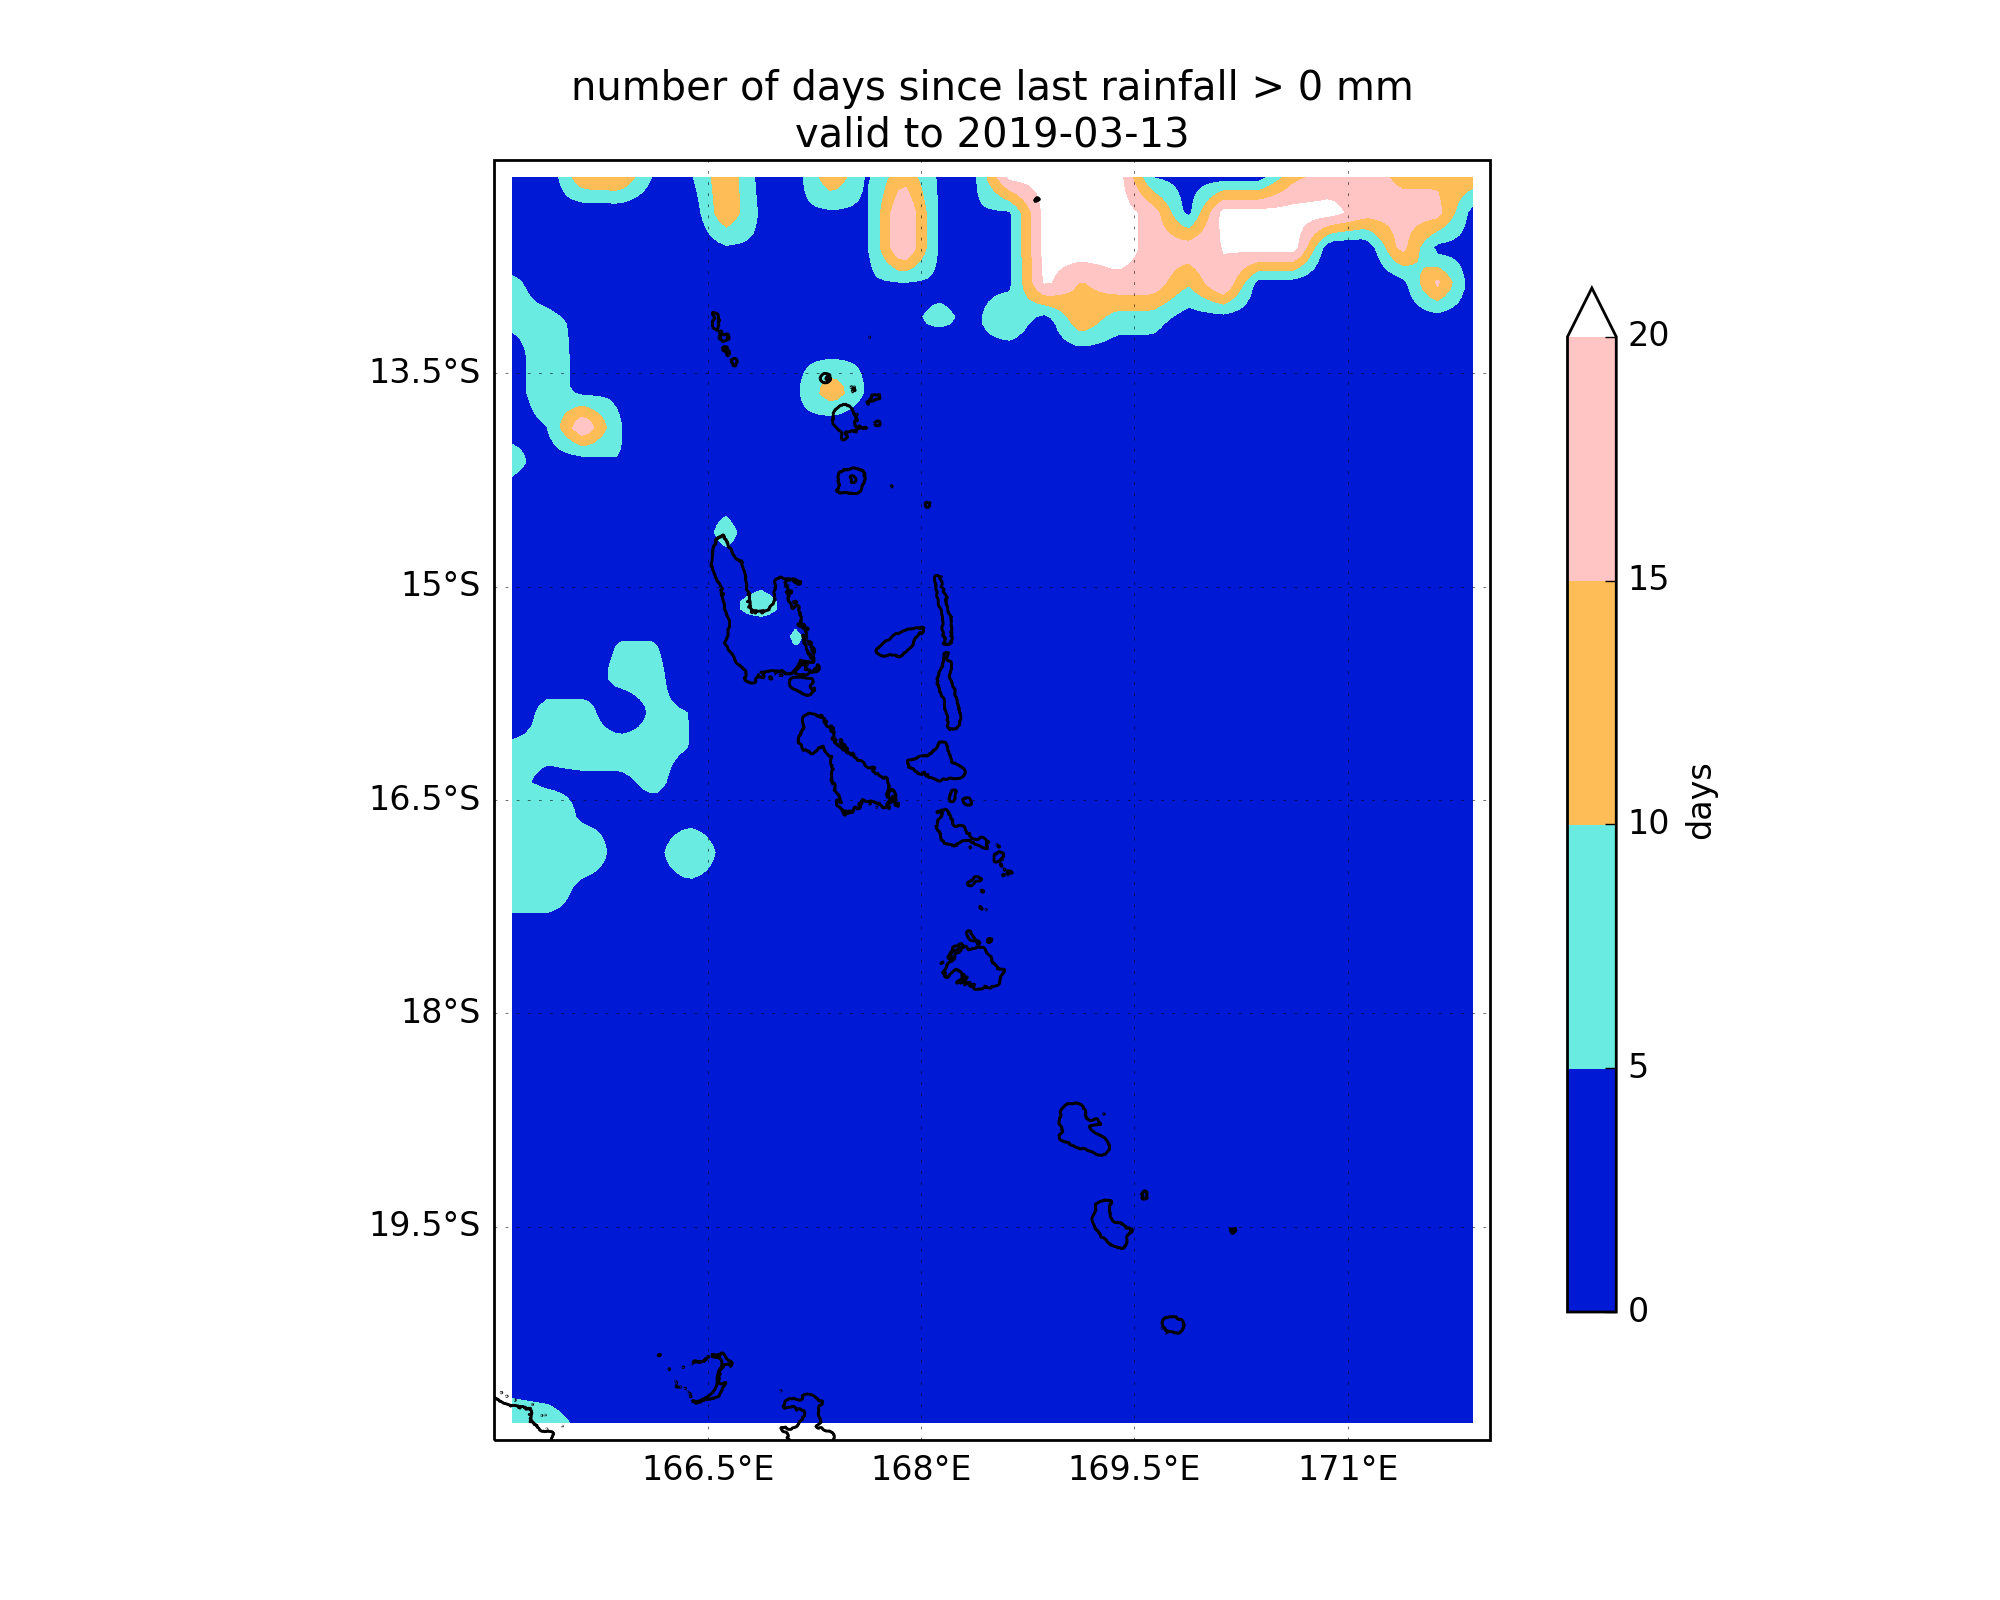 number of days since last rainfall > 0 mm
valid to 2019-03-13
13.5°S
15°S
16.5°S
18°S
19.5°S
166.5°E
168°E
169.5°E
171°E
20
15
10
5
0
days